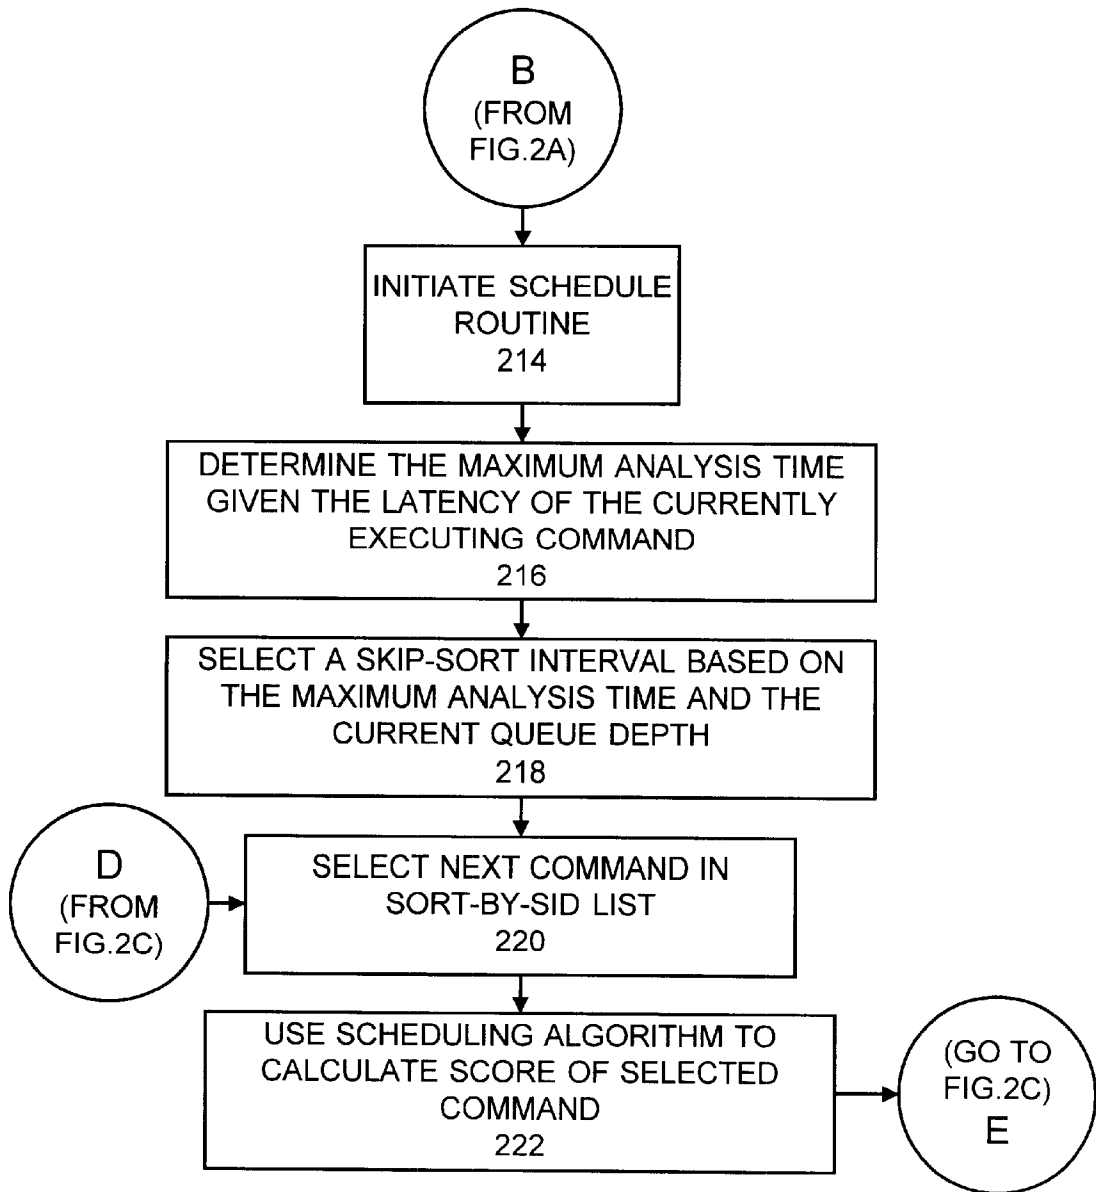 B
(FROM
FIG.2A)
INITIATE SCHEDULE
ROUTINE
214
DETERMINE THE MAXIMUM ANALYSIS TIME
GIVEN THE LATENCY OF THE CURRENTLY
EXECUTING COMMAND
216
SELECT A SKIP-SORT INTERVAL BASED ON
THE MAXIMUM ANALYSIS TIME AND THE
CURRENT QUEUE DEPTH
218
D
(FROM
FIG.2C)
SELECT NEXT COMMAND IN
SORT-BY-SID LIST
220
USE SCHEDULING ALGORITHM TO
CALCULATE SCORE OF SELECTED
COMMAND
222
(GO TO
FIG.2C)
E